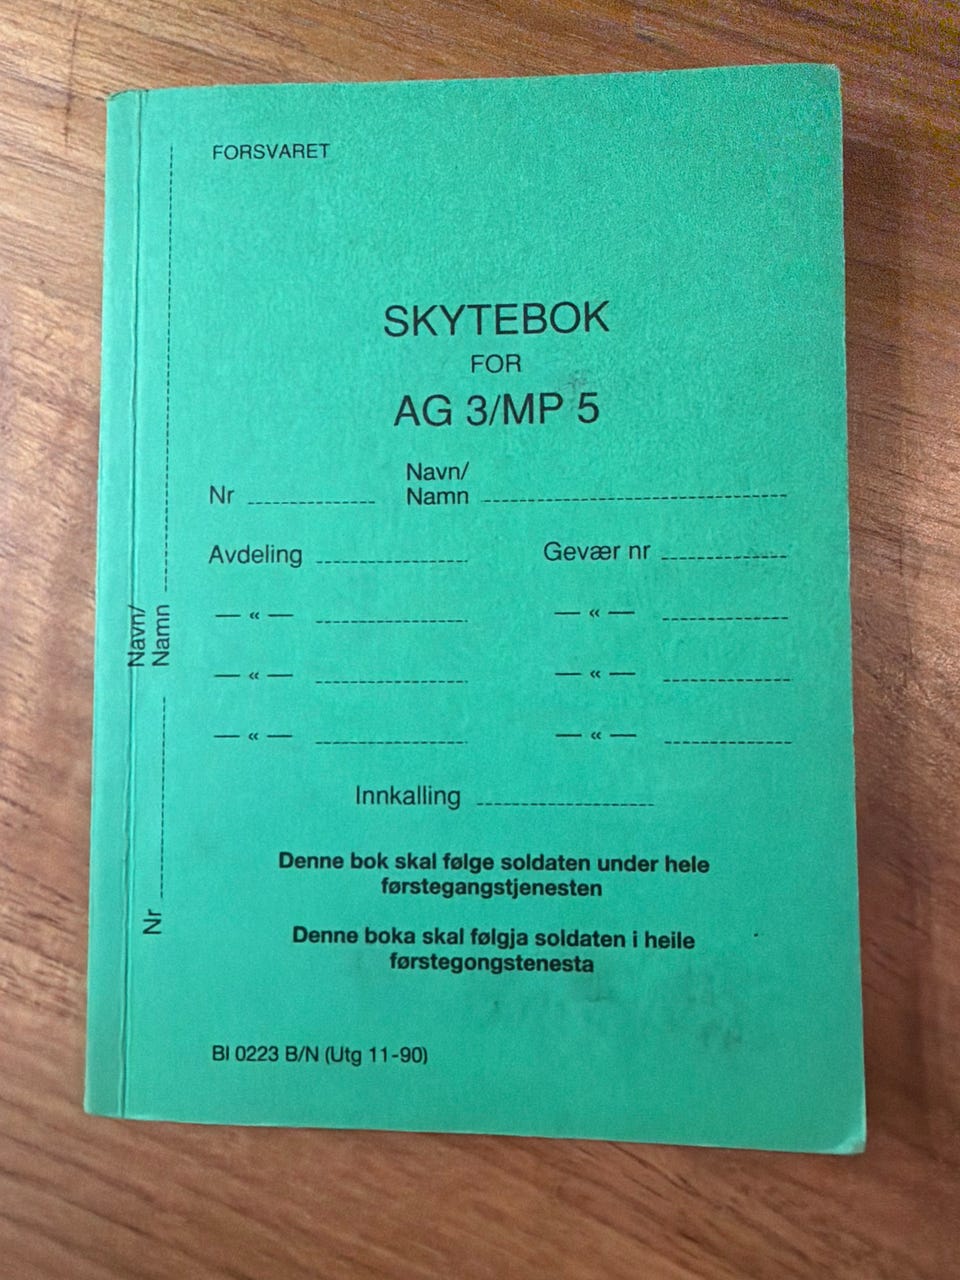 FORSVARET
SKYTEBOK
FOR
AG 3/MP 5
Nr
Navn/
Namn
Avdeling
Gevær nr
— « —
— « —
— « —
— « —
— « —
— « —
Innkalling
Denne bok skal følge soldaten under hele
førstegangstjenesten
Denne boka skal følgja soldaten i heile
førstegongstenesta
BI 0223 B/N (Utg 11-90)
Nr
Navn/
Namn